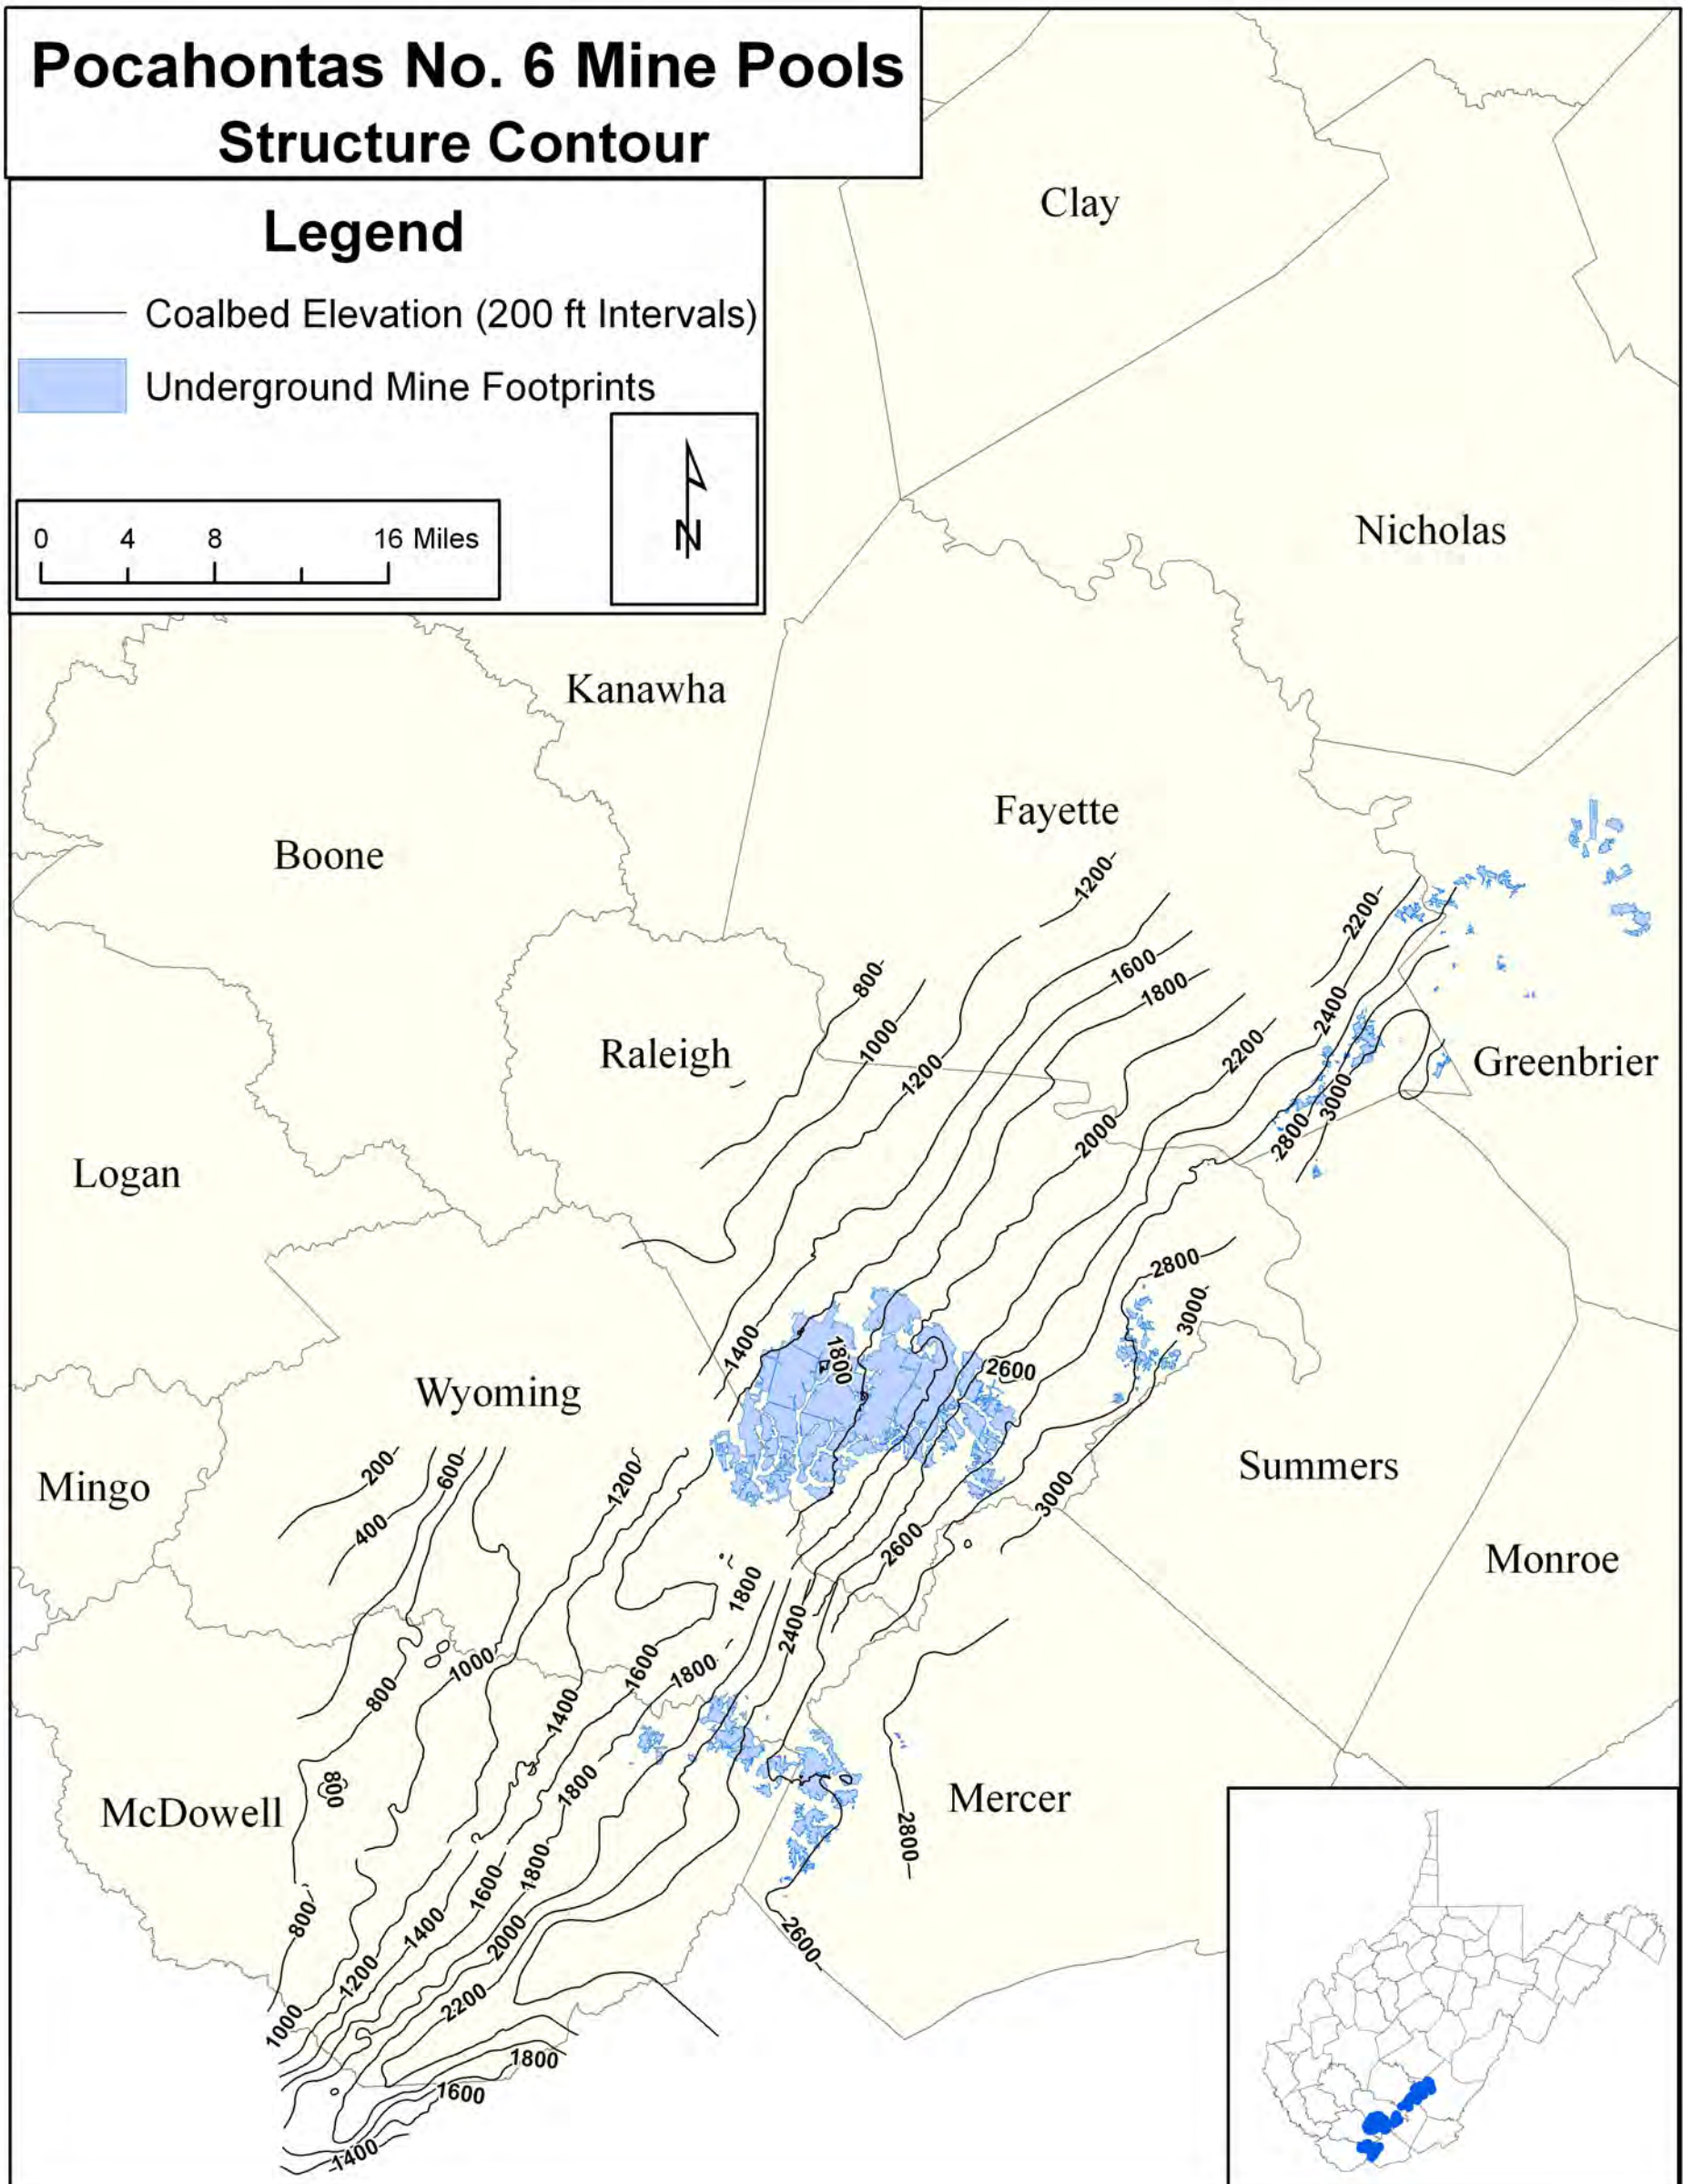 Pocahontas No. 6 Mine Pools
Structure Contour
Legend
Coalbed Elevation (200 ft Intervals)
Underground Mine Footprints
0 4 8 16 Miles
N
Clay
Nicholas
Kanawha
Fayette
Boone
1200
2200
800
1600
1800
1000
2400
1200
2200
Raleigh
Greenbrier
3000
2000
2800
Logan
2800
3000
1400
1800
2600
Wyoming
Summers
200
600
1200
Mingo
3000
400
2600
Monroe
1800
2400
1000
1600
1800
800
1400
800
1800
Mercer
McDowell
2800
1800
1600
800
1400
2000
2600
1200
2200
1000
1800
1600
1400